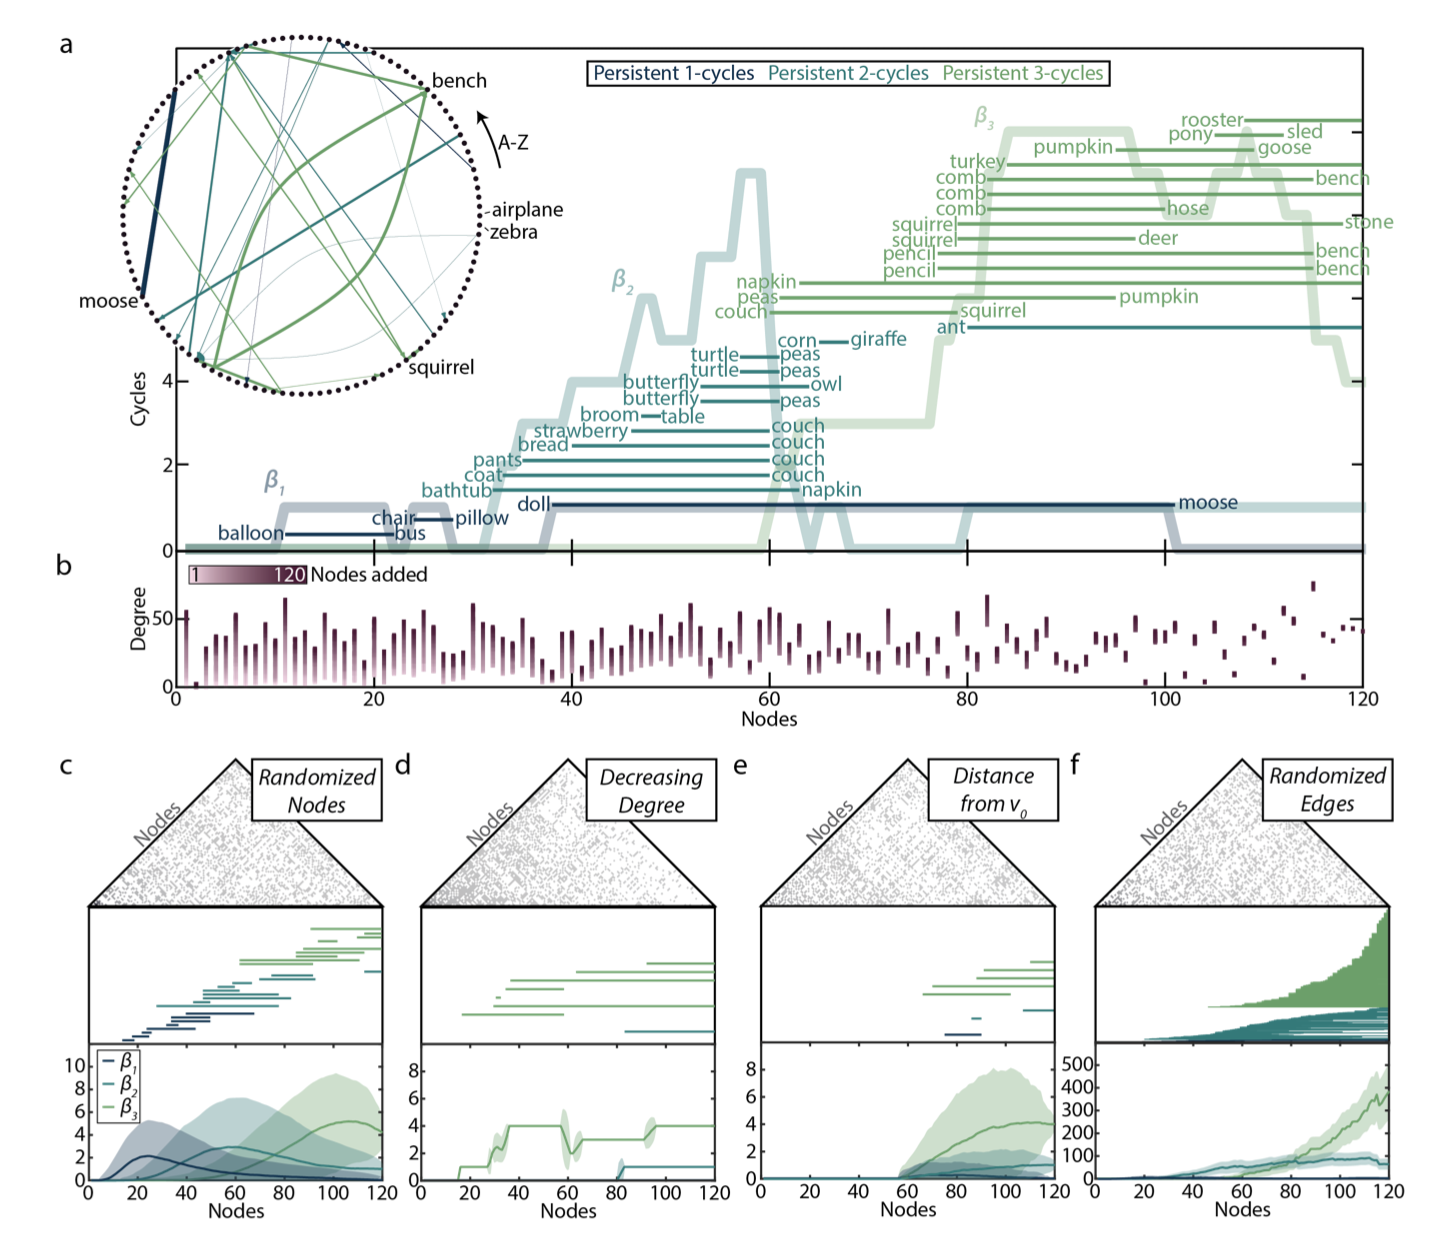 a
Persistent 1-cycles Persistent 2-cycles Persistent 3-cycles
bench
A-Z
airplane
zebra
moose
squirrel
β3
rooster
pony sled
pumpkin goose
turkey
comb bench
comb
comb hose
squirrel stone
squirrel deer
pencil bench
pencil bench
napkin
peas pumpkin
couch squirrel
ant
β2
corn giraffe
turtle peas
turtle peas
butterfly owl
butterfly peas
broom table
strawberry couch
bread couch
pants couch
coat couch
bathtub napkin
β1
doll moose
chair pillow
balloon bus
Cycles
4
2
0
b
1 120 Nodes added
Degree
50
0
0 20 40 60 80 100 120
Nodes
c
Randomized
Nodes
Nodes
10
8
6
4
2
0
β1
β2
β3
0 20 40 60 80 100 120
Nodes
d
Decreasing
Degree
Nodes
8
6
4
2
0
0 20 40 60 80 100 120
Nodes
e
Distance
from v0
Nodes
8
6
4
2
0
0 20 40 60 80 100 120
Nodes
f
Randomized
Edges
Nodes
500
400
300
200
100
0
0 20 40 60 80 100 120
Nodes